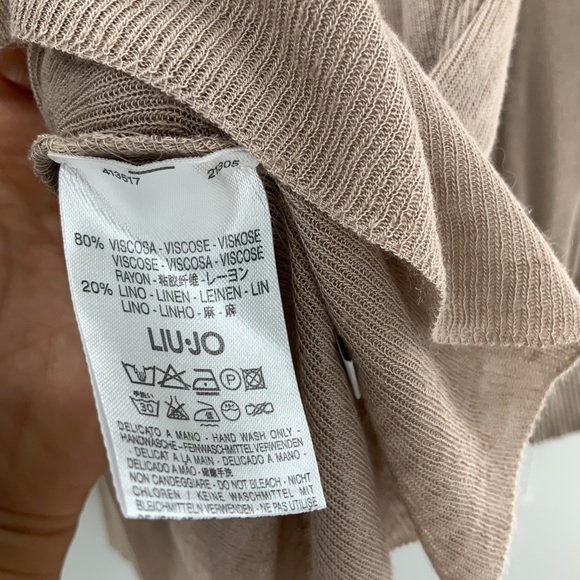 413517 21305
80% VISCOSA - VISCOSE - VISKOSE
VISCOSE - VISCOSA - VISCOSE
RAYON - 粘胶纤维 - レーヨン
20% LINO - LINEN - LEINEN - LIN
LINO - LINHO - 麻 - 麻
LIU·JO
P
手洗い
30
DELICATO A MANO - HAND WASH ONLY -
HANDWÄSCHE - FEINWASCHMITTEL VERWENDEN
DELICAT A LA MAIN - DELICADO A MANO -
DELICADO A MÃO -
NON CANDEGGIARE - DO NOT BLEACH - NICHT
CHLOREN / KEINE WASCHMITTEL MIT
BLEICHMITTELN VERWENDEN - NE PAS UTILISE